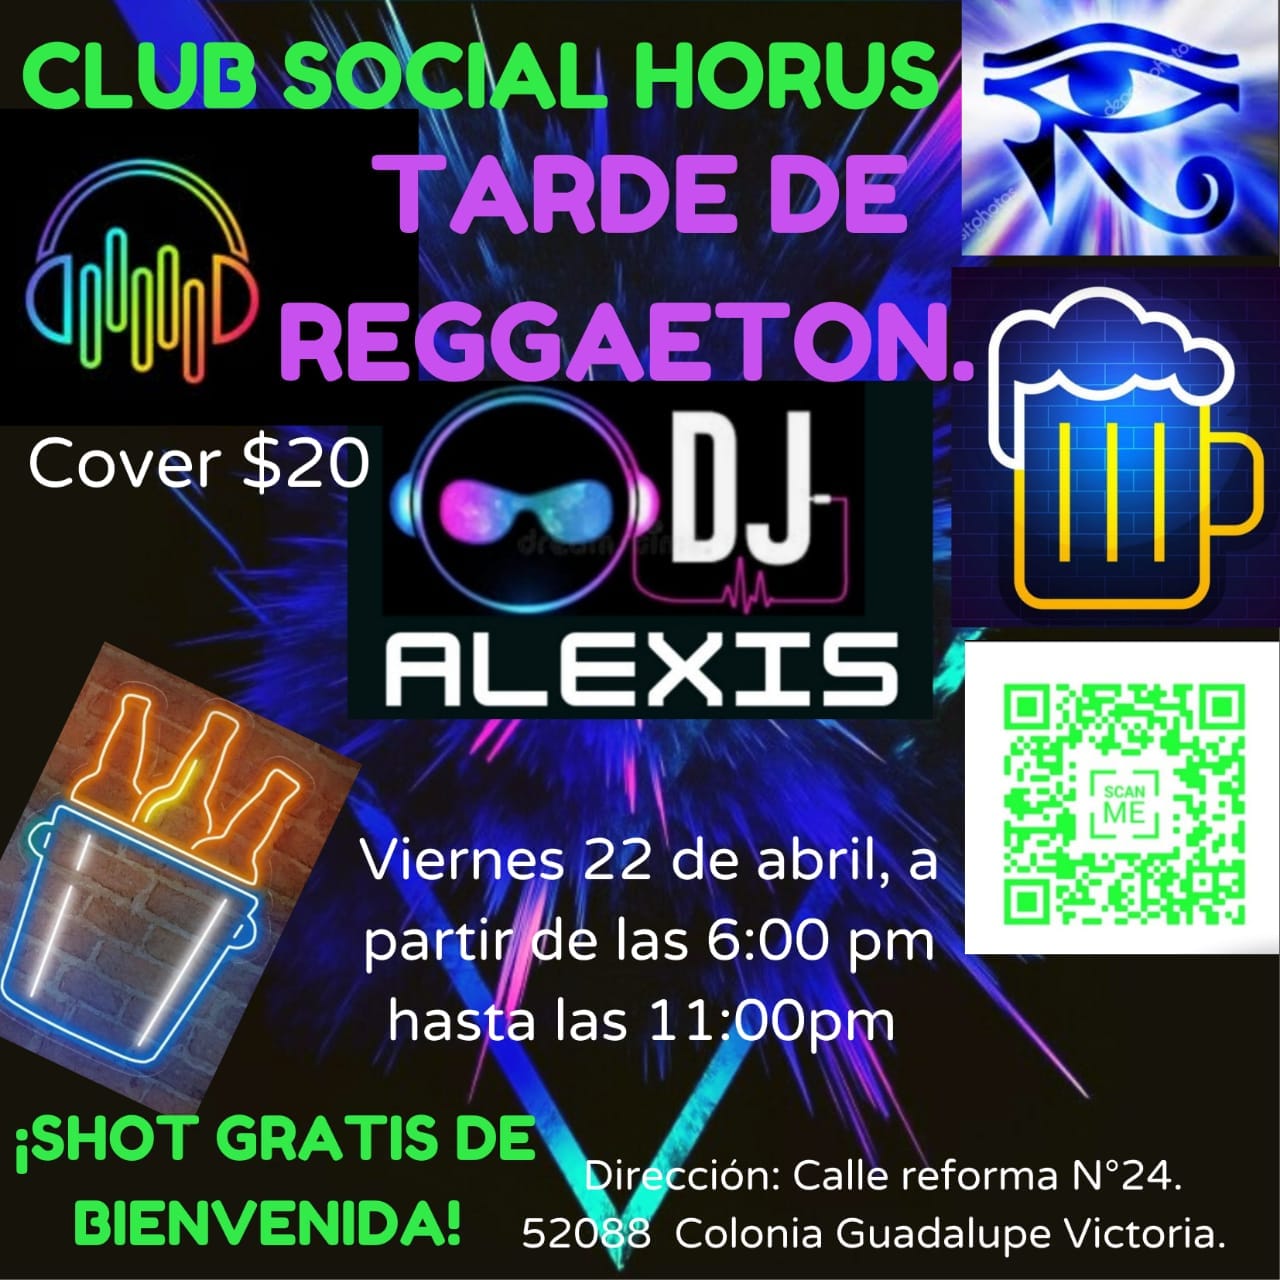 CLUB SOCIAL HORUS
TARDE DE
REGGAETON.
Cover $20
DJ
ALEXIS
SCAN
ME
Viernes 22 de abril, a
partir de las 6:00 pm
hasta las 11:00pm
¡SHOT GRATIS DE
BIENVENIDA!
Dirección: Calle reforma N°24.
52088 Colonia Guadalupe Victoria.